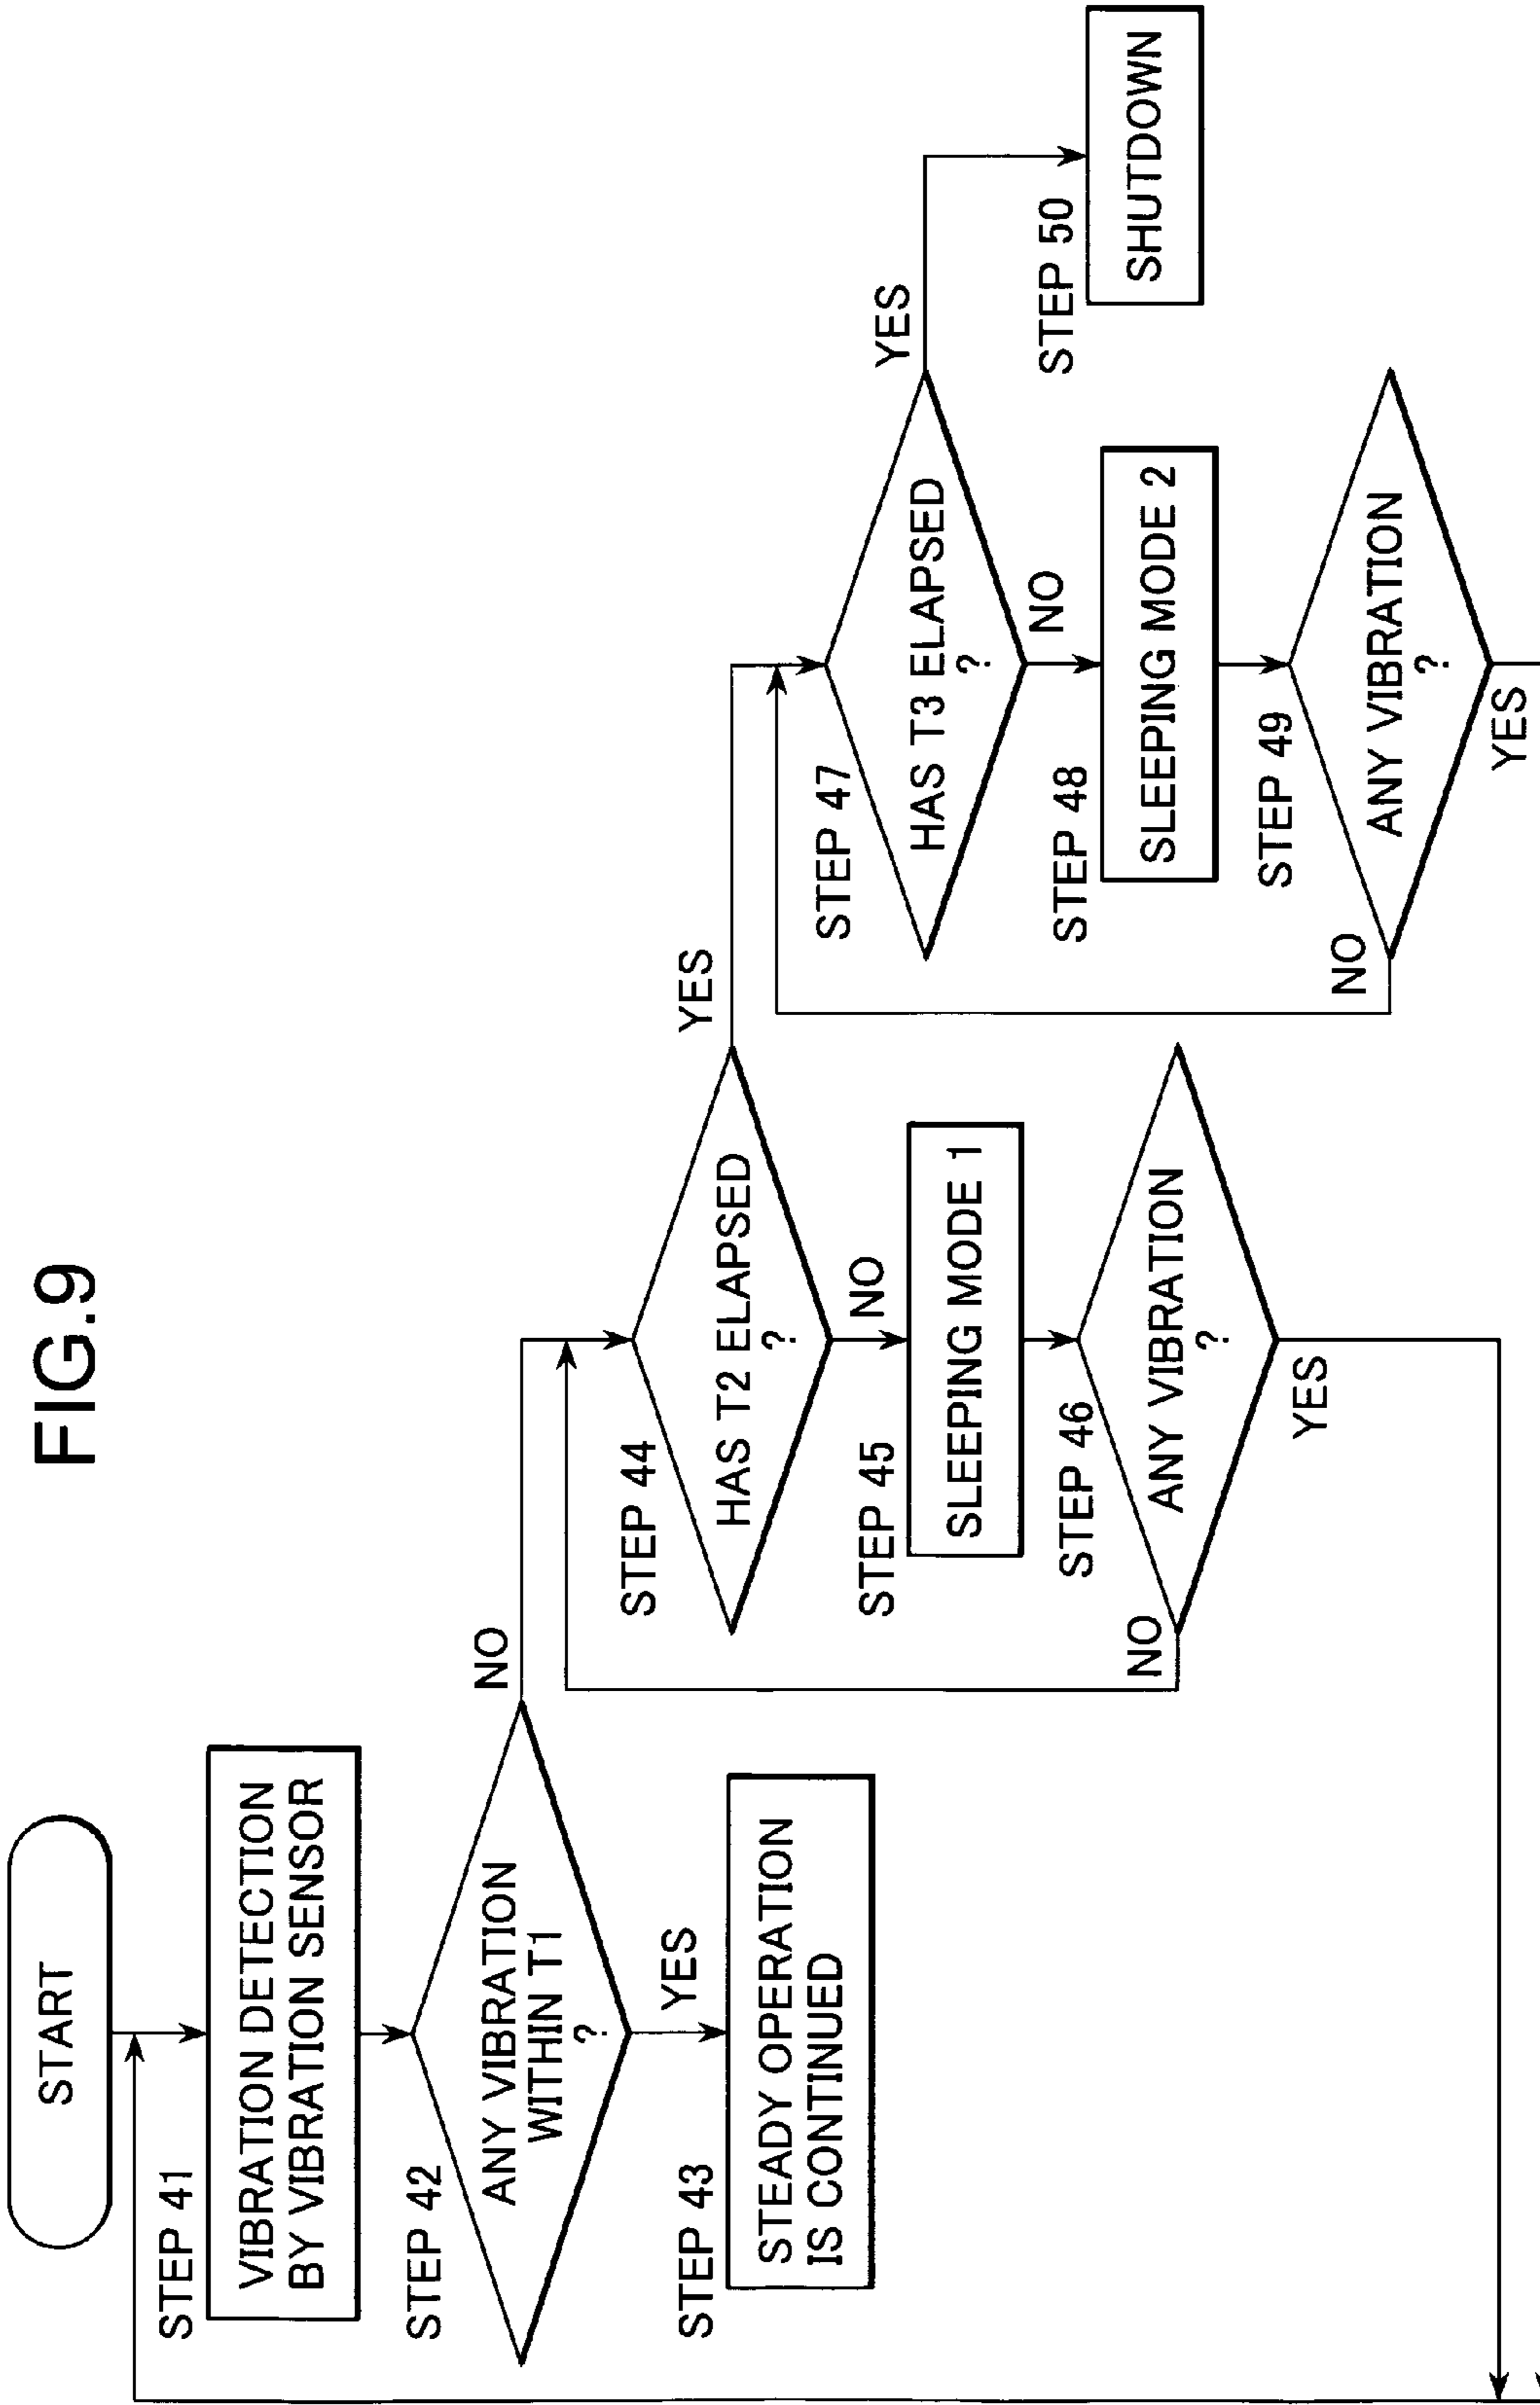 FIG.9
START
STEP 41
VIBRATION DETECTION
BY VIBRATION SENSOR
STEP 42
ANY VIBRATION
WITHIN T1
?
NO
YES
STEP 43
STEADY OPERATION
IS CONTINUED
STEP 44
HAS T2 ELAPSED
?
YES
NO
STEP 45
SLEEPING MODE 1
STEP 46
ANY VIBRATION
?
NO
YES
STEP 47
HAS T3 ELAPSED
?
YES
NO
STEP 48
SLEEPING MODE 2
STEP 49
ANY VIBRATION
?
NO
YES
STEP 50
SHUTDOWN